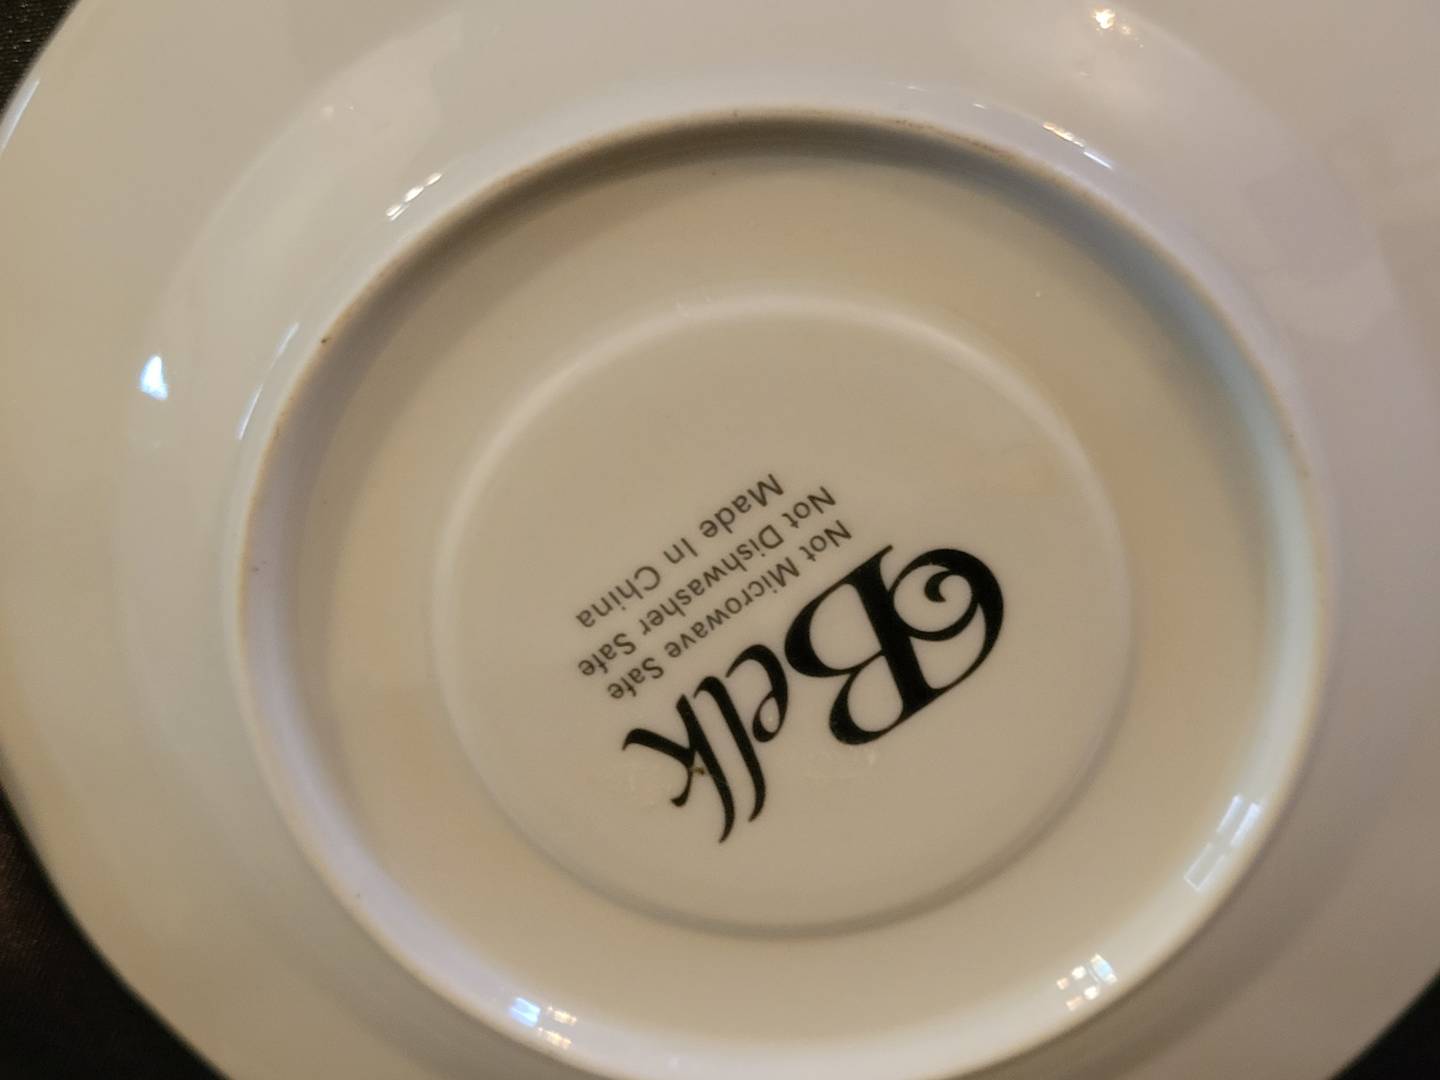 Belk
Not Microwave Safe
Not Dishwasher Safe
Made In China